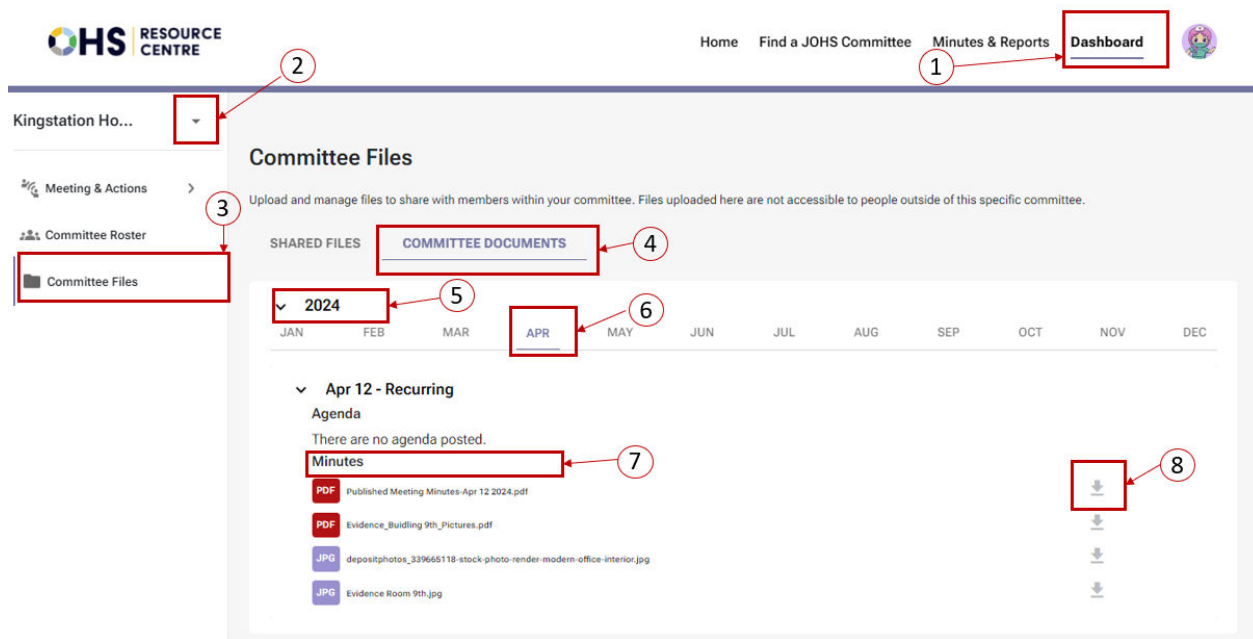 OHS RESOURCE CENTRE
Home Find a JOHS Committee Minutes & Reports Dashboard
1
2
Kingstation Ho...
Meeting & Actions
3
Committee Roster
Committee Files
Committee Files
Upload and manage files to share with members within your committee. Files uploaded here are not accessible to people outside of this specific committee.
SHARED FILES COMMITTEE DOCUMENTS
4
2024
5
6
JAN FEB MAR APR MAY JUN JUL AUG SEP OCT NOV DEC
Apr 12 - Recurring
Agenda
There are no agenda posted.
Minutes
7
8
PDF Published Meeting Minutes-Apr 12 2024.pdf
PDF Evidence_Buidling 9th_Pictures.pdf
JPG depositphotos_339665118-stock-photo-render-modern-office-interior.jpg
JPG Evidence Room 9th.jpg